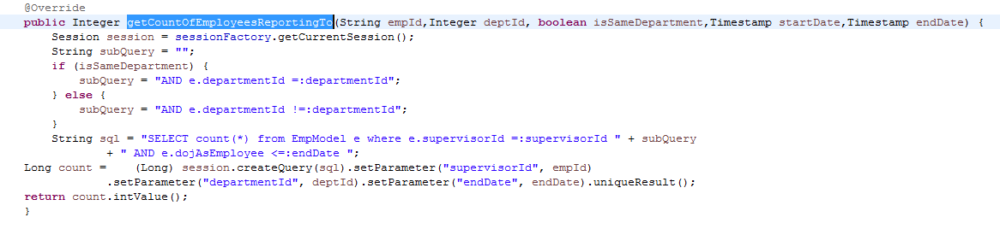 @Override
public Integer getCountOfEmployeesReportingTo(String empId,Integer deptId, boolean isSameDepartment,Timestamp startDate,Timestamp endDate) {
Session session = sessionFactory.getCurrentSession();
String subQuery = "";
if (isSameDepartment) {
subQuery = "AND e.departmentId =:departmentId";
} else {
subQuery = "AND e.departmentId !=:departmentId";
}
String sql = "SELECT count(*) from EmpModel e where e.supervisorId =:supervisorId " + subQuery
+ " AND e.dojAsEmployee <=:endDate ";
Long count = (Long) session.createQuery(sql).setParameter("supervisorId", empId)
.setParameter("departmentId", deptId).setParameter("endDate", endDate).uniqueResult();
return count.intValue();
}